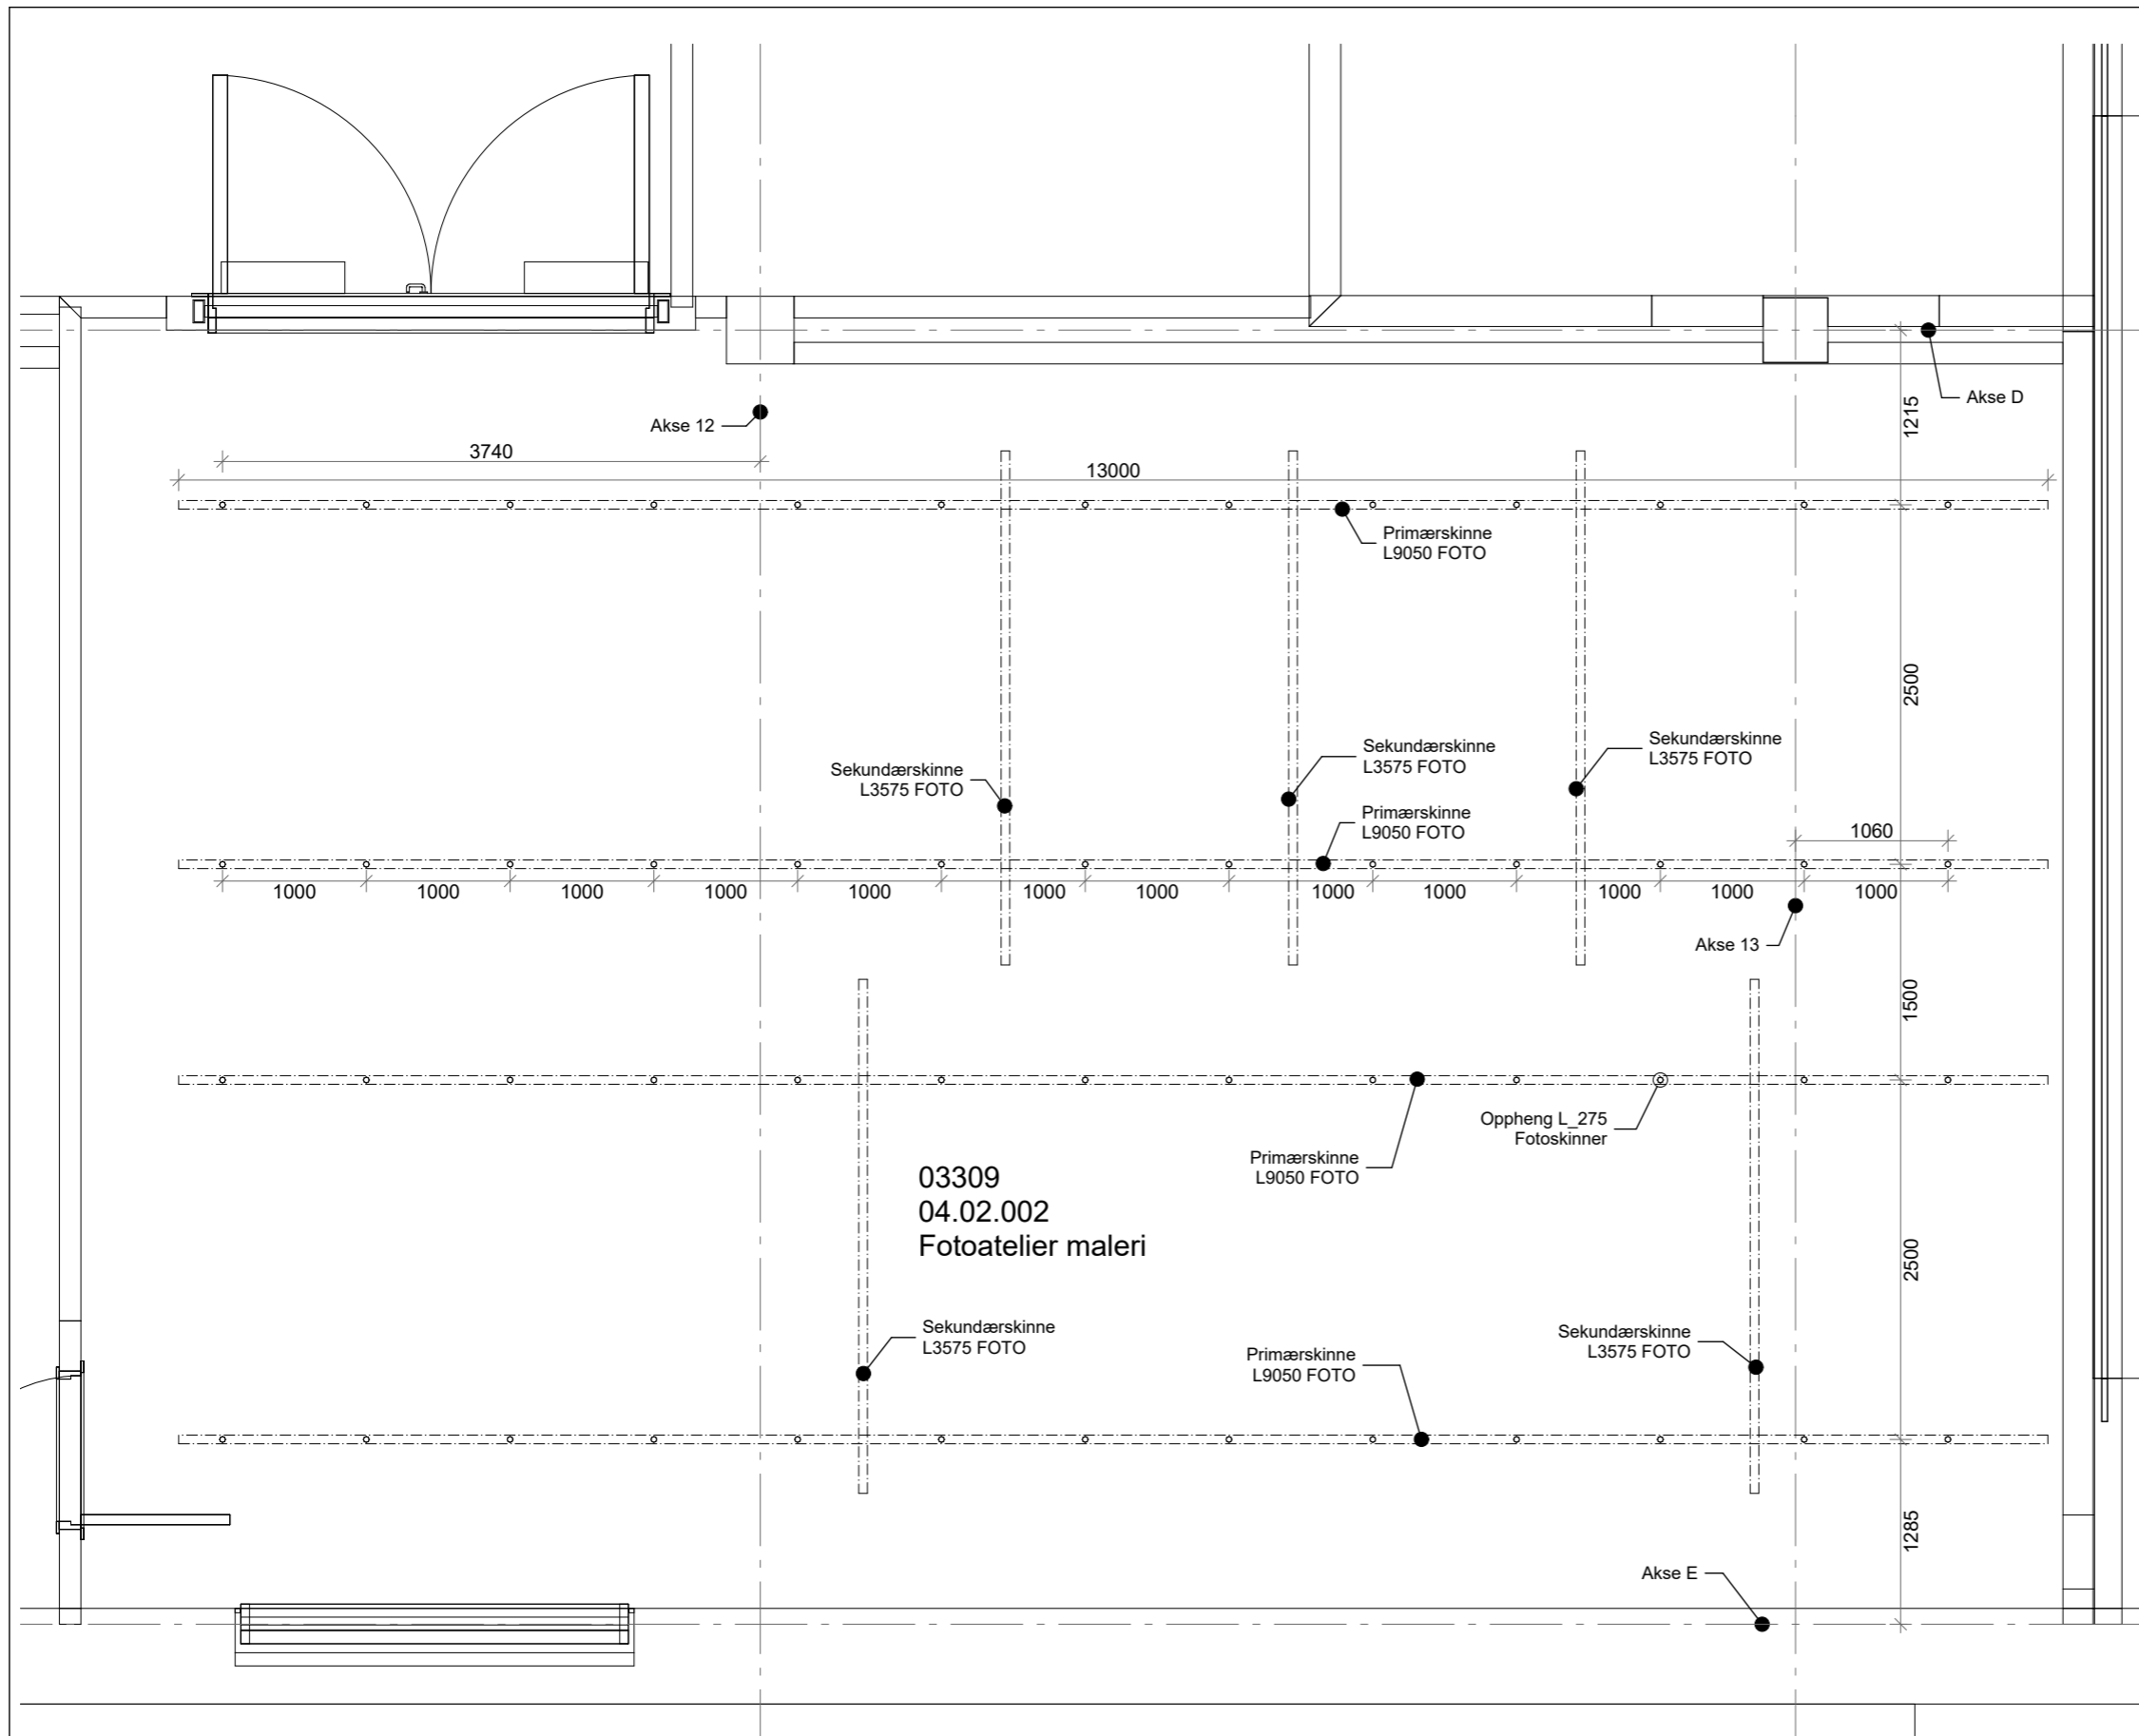 Akse D
1215
Akse 12
3740
13000
Primærskinne
L9050 FOTO
2500
Sekundærskinne
L3575 FOTO
Sekundærskinne
L3575 FOTO
Sekundærskinne
L3575 FOTO
Primærskinne
L9050 FOTO
1060
1000
1000
1000
1000
1000
1000
1000
1000
1000
1000
1000
1000
Akse 13
1500
Oppheng L_275
Fotoskinner
Primærskinne
L9050 FOTO
03309
04.02.002
Fotoatelier maleri
2500
Sekundærskinne
L3575 FOTO
Primærskinne
L9050 FOTO
Sekundærskinne
L3575 FOTO
1285
Akse E